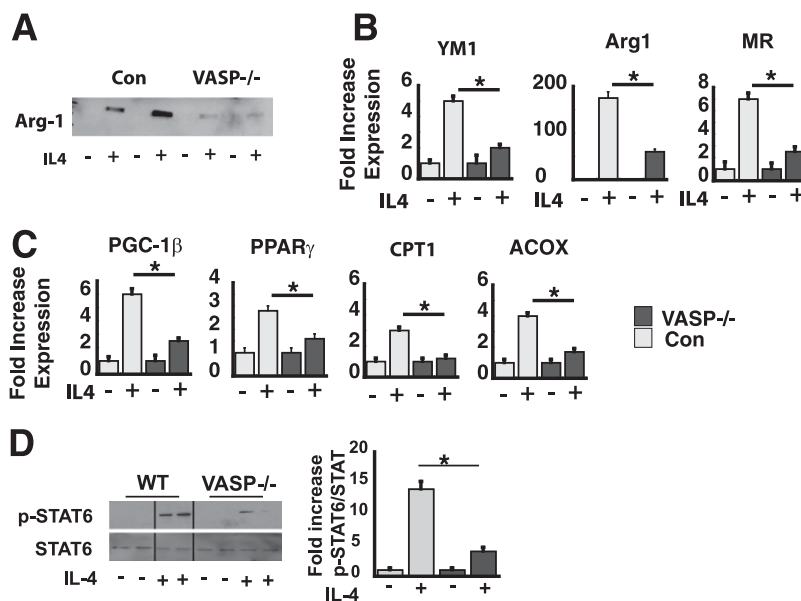 A
Con VASP-/-
Arg-1
IL4 - + - + - + - +
B
YM1 Arg1 MR
Fold Increase
Expression
6
4
2
0
200
100
0
8
6
4
2
0
* * *
IL4 - + - +
IL4 - + - +
IL4 - + - +
C
PGC-1β PPARγ CPT1 ACOX
Fold Increase
Expression
6
4
2
0
4
3
2
1
0
6
4
2
0
6
4
2
0
* * * *
IL4 - + - + - + - + - + - + - + - +
VASP-/-
Con
D
WT VASP-/-
p-STAT6
STAT6
IL-4 - - + + - - + +
Fold increase
p-STAT6/STAT
20
15
10
5
0
*
IL-4 - + - +